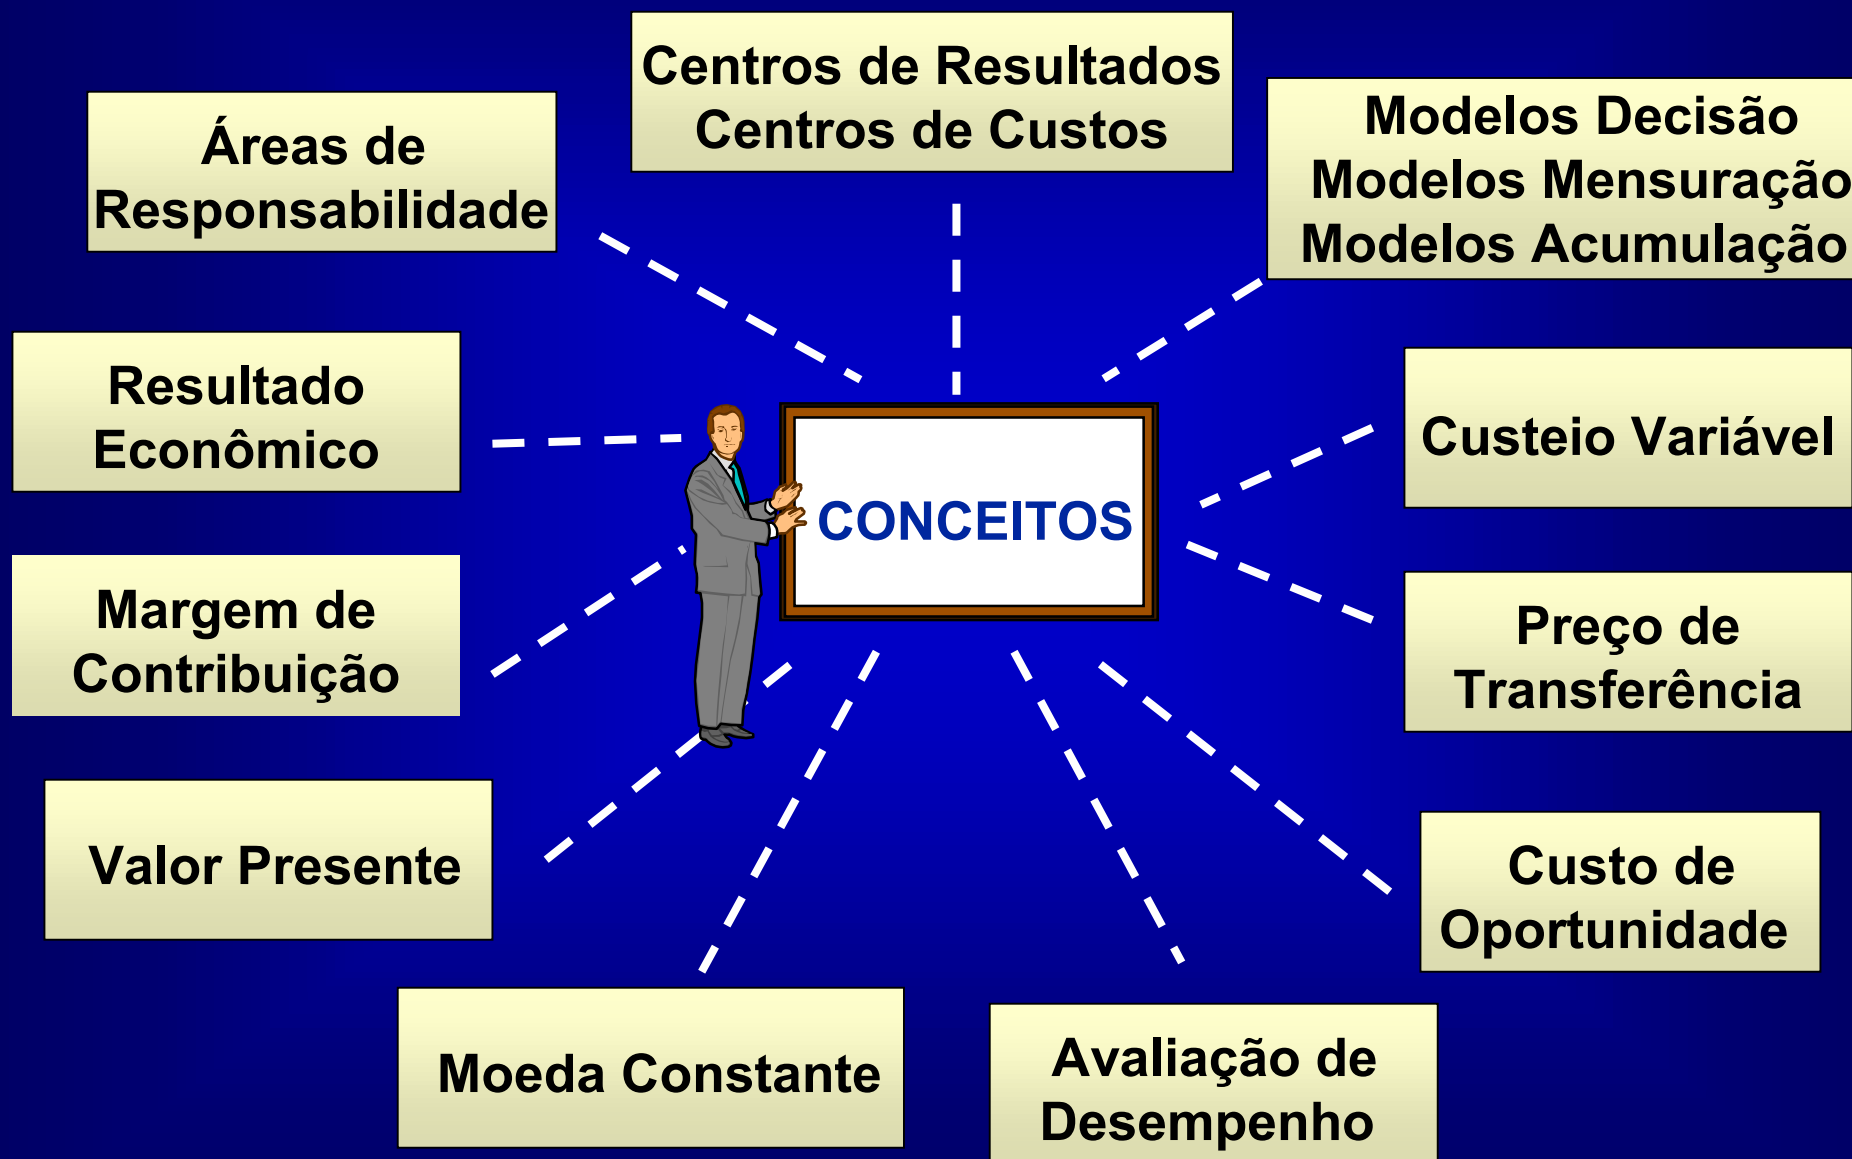 Centros de Resultados
Centros de Custos
Áreas de
Responsabilidade
Modelos Decisão
Modelos Mensuração
Modelos Acumulação
Resultado
Econômico
Custeio Variável
CONCEITOS
Margem de
Contribuição
Preço de
Transferência
Valor Presente
Custo de
Oportunidade
Moeda Constante
Avaliação de
Desempenho